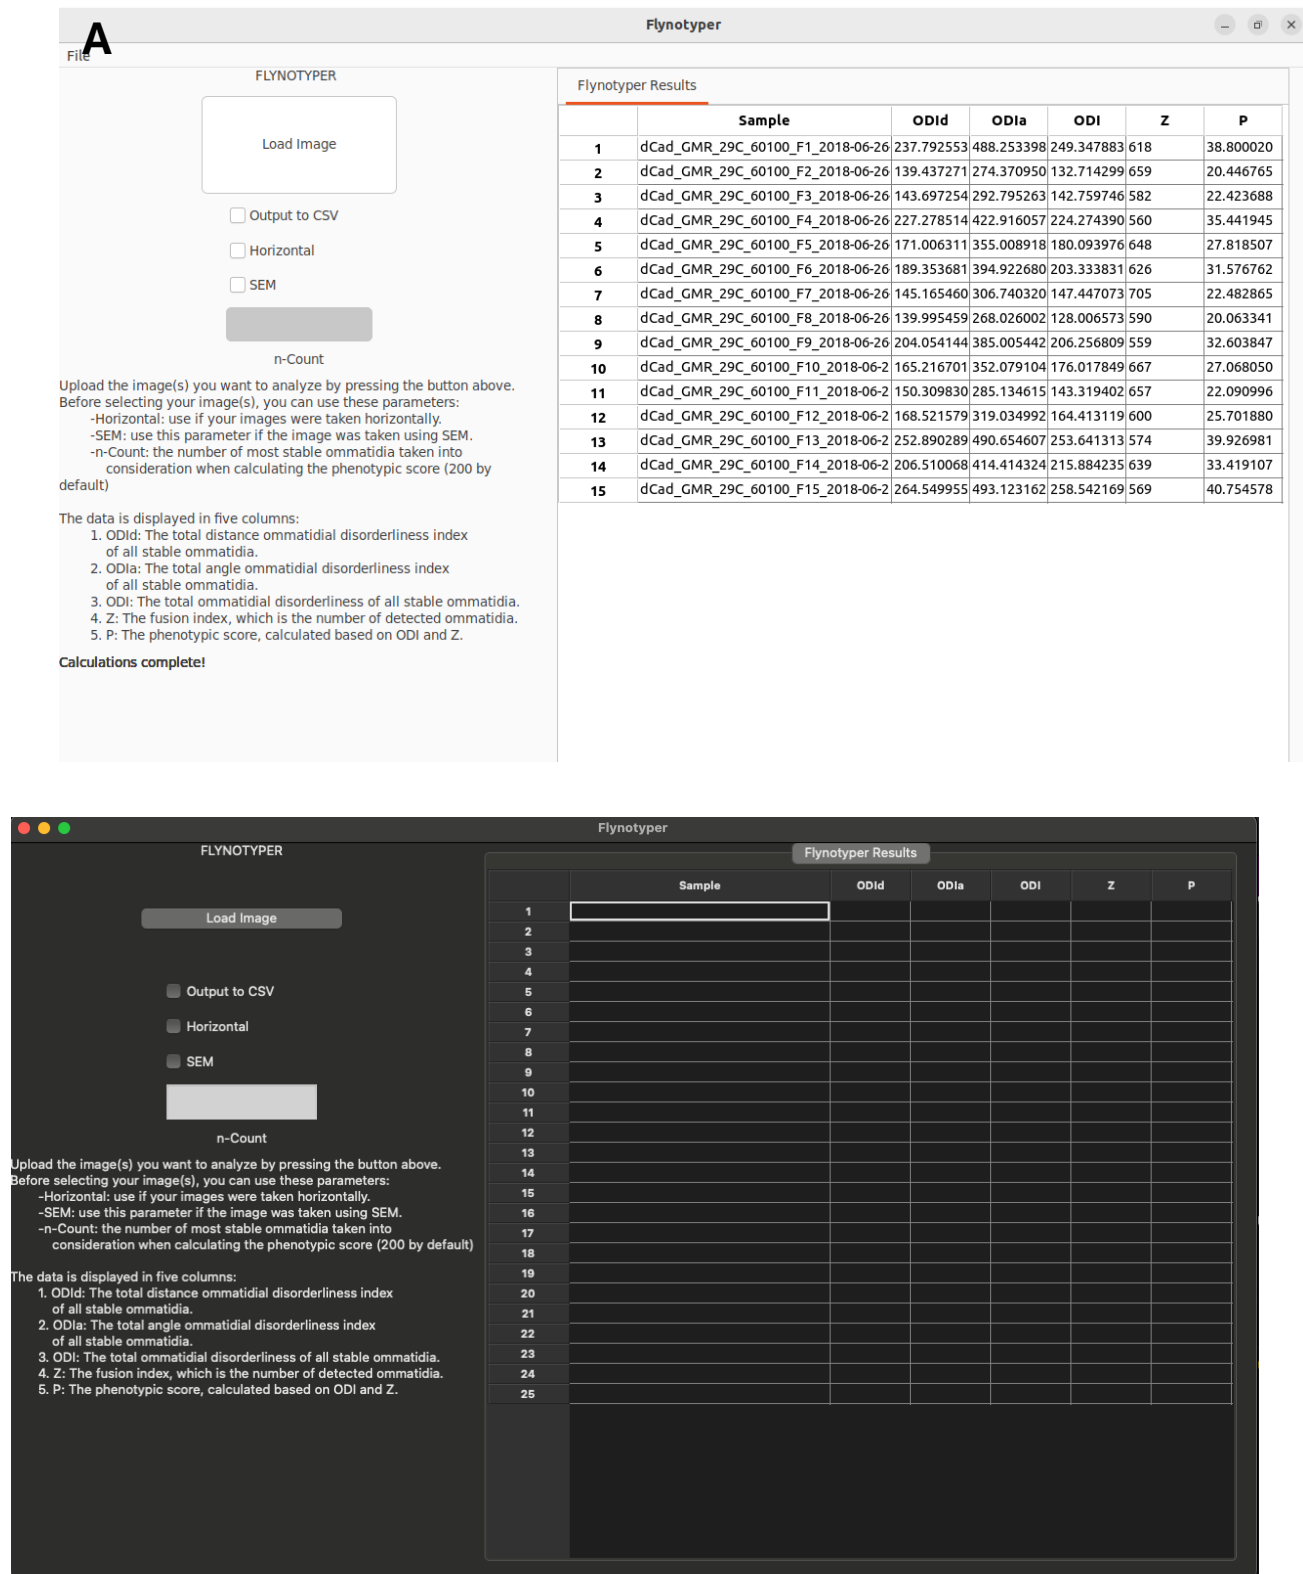 A
Flynotyper
File
FLYNOTYPER
Load Image
Output to CSV
Horizontal
SEM
n-Count
Upload the image(s) you want to analyze by pressing the button above.
Before selecting your image(s), you can use these parameters:
-Horizontal: use if your images were taken horizontally.
-SEM: use this parameter if the image was taken using SEM.
-n-Count: the number of most stable ommatidia taken into
consideration when calculating the phenotypic score (200 by
default)
The data is displayed in five columns:
1. ODId: The total distance ommatidial disorderliness index
of all stable ommatidia.
2. ODIa: The total angle ommatidial disorderliness index
of all stable ommatidia.
3. ODI: The total ommatidial disorderliness of all stable ommatidia.
4. Z: The fusion index, which is the number of detected ommatidia.
5. P: The phenotypic score, calculated based on ODI and Z.
Calculations complete!
Flynotyper Results
Sample ODId ODIa ODI Z P
1 dCad_GMR_29C_60100_F1_2018-06-26- 237.792553 488.253398 249.347883 618 38.800020
2 dCad_GMR_29C_60100_F2_2018-06-26- 139.437271 274.370950 132.714299 659 20.446765
3 dCad_GMR_29C_60100_F3_2018-06-26- 143.697254 292.795263 142.759746 582 22.423688
4 dCad_GMR_29C_60100_F4_2018-06-26- 227.278514 422.916057 224.274390 560 35.441945
5 dCad_GMR_29C_60100_F5_2018-06-26- 171.006311 355.008918 180.093976 648 27.818507
6 dCad_GMR_29C_60100_F6_2018-06-26- 189.353681 394.922680 203.333831 626 31.576762
7 dCad_GMR_29C_60100_F7_2018-06-26- 145.165460 306.740320 147.447073 705 22.482865
8 dCad_GMR_29C_60100_F8_2018-06-26- 139.995459 268.026002 128.006573 590 20.063341
9 dCad_GMR_29C_60100_F9_2018-06-26- 204.054144 385.005442 206.256809 559 32.603847
10 dCad_GMR_29C_60100_F10_2018-06-2 165.216701 352.079104 176.017849 667 27.068050
11 dCad_GMR_29C_60100_F11_2018-06-2 150.309830 285.134615 143.319402 657 22.090996
12 dCad_GMR_29C_60100_F12_2018-06-2 168.521579 319.034992 164.413119 600 25.701880
13 dCad_GMR_29C_60100_F13_2018-06-2 252.890289 490.654607 253.641313 574 39.926981
14 dCad_GMR_29C_60100_F14_2018-06-2 206.510068 414.414324 215.884235 639 33.419107
15 dCad_GMR_29C_60100_F15_2018-06-2 264.549955 493.123162 258.542169 569 40.754578
Flynotyper
FLYNOTYPER
Load Image
Output to CSV
Horizontal
SEM
n-Count
Upload the image(s) you want to analyze by pressing the button above.
Before selecting your image(s), you can use these parameters:
-Horizontal: use if your images were taken horizontally.
-SEM: use this parameter if the image was taken using SEM.
-n-Count: the number of most stable ommatidia taken into
consideration when calculating the phenotypic score (200 by default)
The data is displayed in five columns:
1. ODId: The total distance ommatidial disorderliness index
of all stable ommatidia.
2. ODIa: The total angle ommatidial disorderliness index
of all stable ommatidia.
3. ODI: The total ommatidial disorderliness of all stable ommatidia.
4. Z: The fusion index, which is the number of detected ommatidia.
5. P: The phenotypic score, calculated based on ODI and Z.
Flynotyper Results
Sample ODId ODIa ODI Z P
1
2
3
4
5
6
7
8
9
10
11
12
13
14
15
16
17
18
19
20
21
22
23
24
25